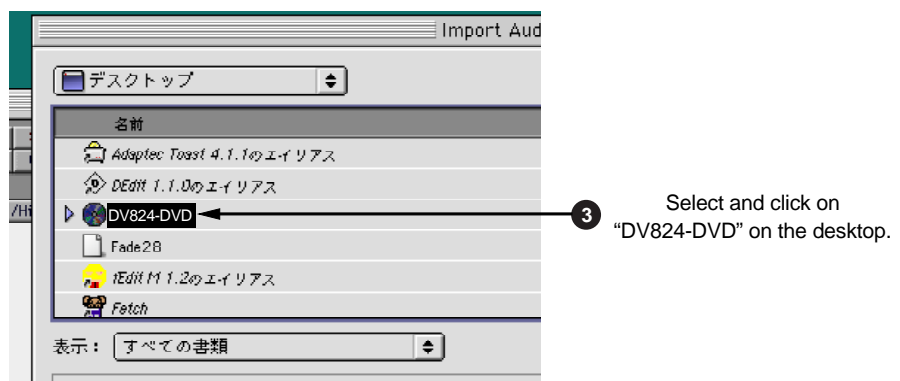 Import Aud
デスクトップ
名前
Adaptec Toast 4.1.1のエイリアス
DEdit 1.1.0のエイリアス
/Hi
DV824-DVD
Fade28
tEdit M 1.2のエイリアス
Fetch
表示： すべての書類
3
Select and click on
“DV824-DVD” on the desktop.